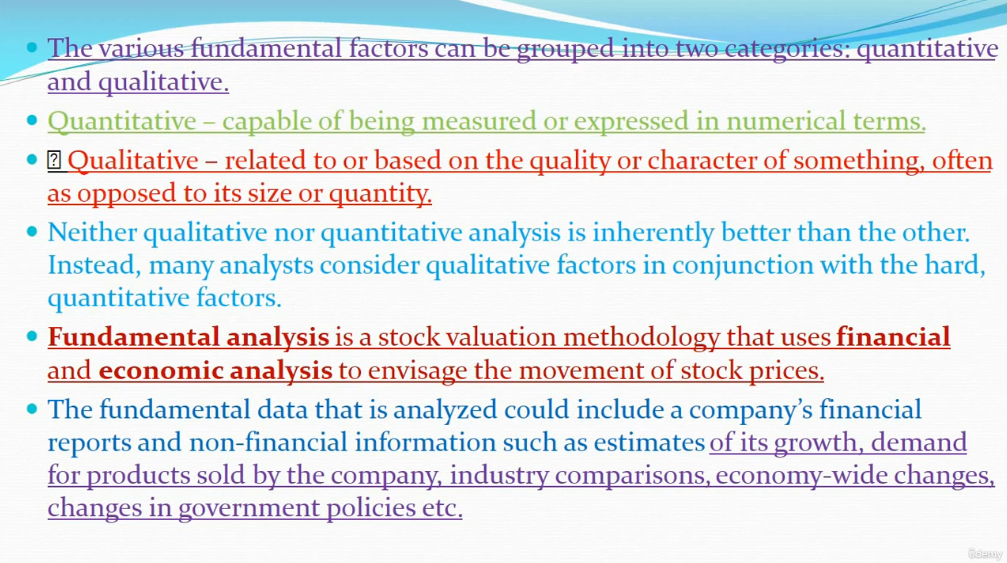 The various fundamental factors can be grouped into two categories: quantitative
and qualitative.
Quantitative – capable of being measured or expressed in numerical terms.
Qualitative – related to or based on the quality or character of something, often
as opposed to its size or quantity.
Neither qualitative nor quantitative analysis is inherently better than the other.
Instead, many analysts consider qualitative factors in conjunction with the hard,
quantitative factors.
Fundamental analysis is a stock valuation methodology that uses financial
and economic analysis to envisage the movement of stock prices.
The fundamental data that is analyzed could include a company’s financial
reports and non-financial information such as estimates of its growth, demand
for products sold by the company, industry comparisons, economy-wide changes,
changes in government policies etc.
ûdemy